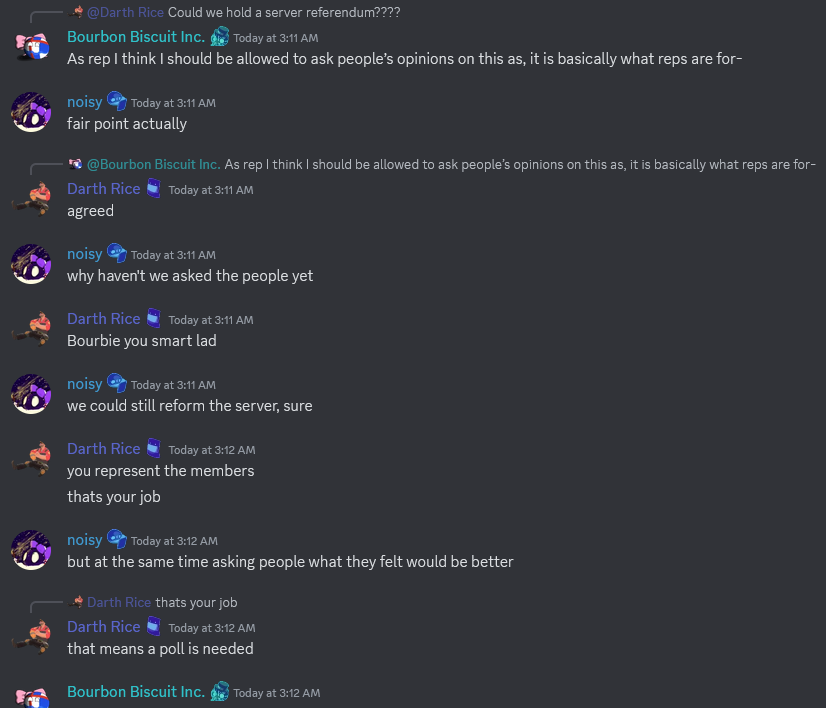 @Darth Rice Could we hold a server referendum????
Bourbon Biscuit Inc. Today at 3:11 AM
As rep I think I should be allowed to ask people's opinions on this as, it is basically what reps are for-
noisy Today at 3:11 AM
fair point actually
@Bourbon Biscuit Inc. As rep I think I should be allowed to ask people's opinions on this as, it is basically what reps are for-
Darth Rice Today at 3:11 AM
agreed
noisy Today at 3:11 AM
why haven't we asked the people yet
Darth Rice Today at 3:11 AM
Bourbie you smart lad
noisy Today at 3:11 AM
we could still reform the server, sure
Darth Rice Today at 3:12 AM
you represent the members
thats your job
noisy Today at 3:12 AM
but at the same time asking people what they felt would be better
Darth Rice thats your job
Darth Rice Today at 3:12 AM
that means a poll is needed
Bourbon Biscuit Inc. Today at 3:12 AM